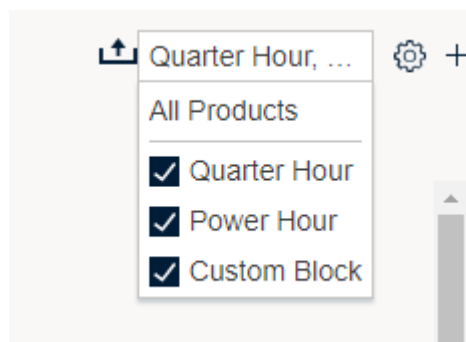 Quarter Hour, ...
All Products
Quarter Hour
Power Hour
Custom Block